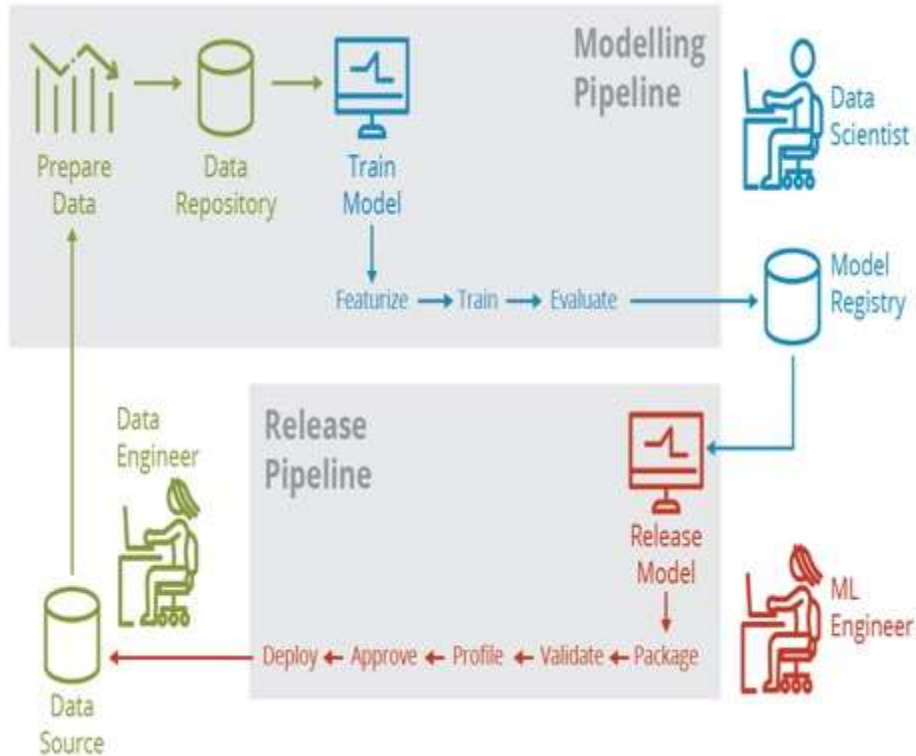 Modelling
Pipeline
Prepare
Data
Data
Repository
Train
Model
Data
Scientist
Featurize
Train
Evaluate
Model
Registry
Data
Engineer
Release
Pipeline
Release
Model
ML
Engineer
Deploy
Approve
Profile
Validate
Package
Data
Source